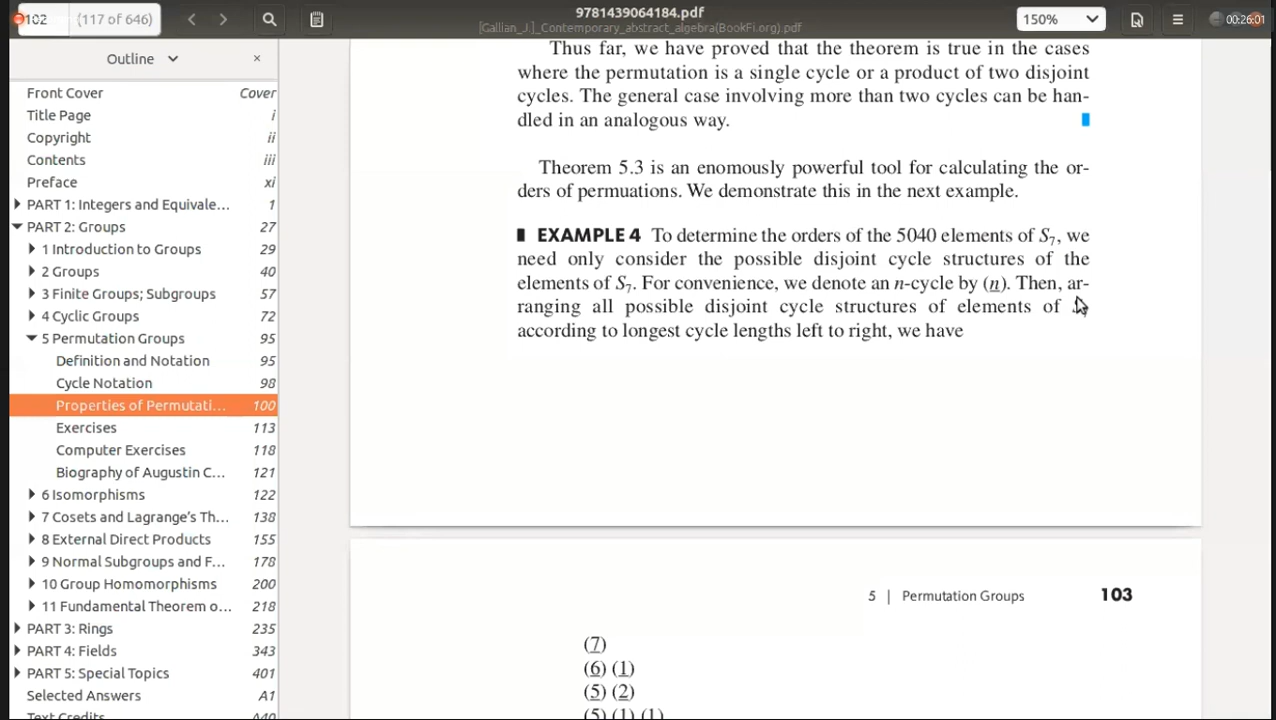 102 (117 of 646)
9781439064184.pdf
[Gallian_J.]_Contemporary_abstract_algebra(BookFi.org).pdf
150%
00:26:01
Outline
Front Cover Cover
Title Page i
Copyright ii
Contents iii
Preface xi
PART 1: Integers and Equivale... 1
PART 2: Groups 27
1 Introduction to Groups 29
2 Groups 40
3 Finite Groups; Subgroups 57
4 Cyclic Groups 72
5 Permutation Groups 95
Definition and Notation 95
Cycle Notation 98
Properties of Permutati... 100
Exercises 113
Computer Exercises 118
Biography of Augustin C... 121
6 Isomorphisms 122
7 Cosets and Lagrange's Th... 138
8 External Direct Products 155
9 Normal Subgroups and F... 178
10 Group Homomorphisms 200
11 Fundamental Theorem o... 218
PART 3: Rings 235
PART 4: Fields 343
PART 5: Special Topics 401
Selected Answers A1
Text Credits A40
Thus far, we have proved that the theorem is true in the cases
where the permutation is a single cycle or a product of two disjoint
cycles. The general case involving more than two cycles can be han-
dled in an analogous way.
Theorem 5.3 is an enomously powerful tool for calculating the or-
ders of permuations. We demonstrate this in the next example.
EXAMPLE 4 To determine the orders of the 5040 elements of S₇, we
need only consider the possible disjoint cycle structures of the
elements of S₇. For convenience, we denote an n-cycle by (n). Then, ar-
ranging all possible disjoint cycle structures of elements of
according to longest cycle lengths left to right, we have
5 | Permutation Groups 103
(7)
(6) (1)
(5) (2)
(5) (1) (1)